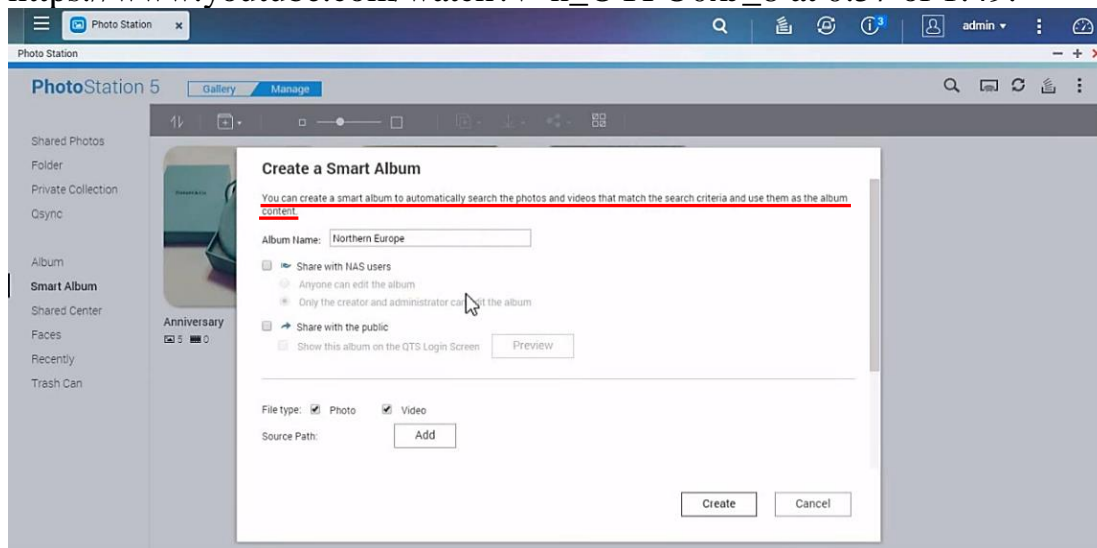 Photo Station
admin
3
Photo Station
PhotoStation 5
Gallery
Manage
Shared Photos
Folder
Private Collection
Qsync
Album
Smart Album
Shared Center
Faces
Recently
Trash Can
Anniversary
5 0
Create a Smart Album
You can create a smart album to automatically search the photos and videos that match the search criteria and use them as the album
content.
Album Name: Northern Europe
Share with NAS users
Anyone can edit the album
Only the creator and administrator can edit the album
Share with the public
Show this album on the QTS Login Screen Preview
File type: Photo Video
Source Path: Add
Create Cancel